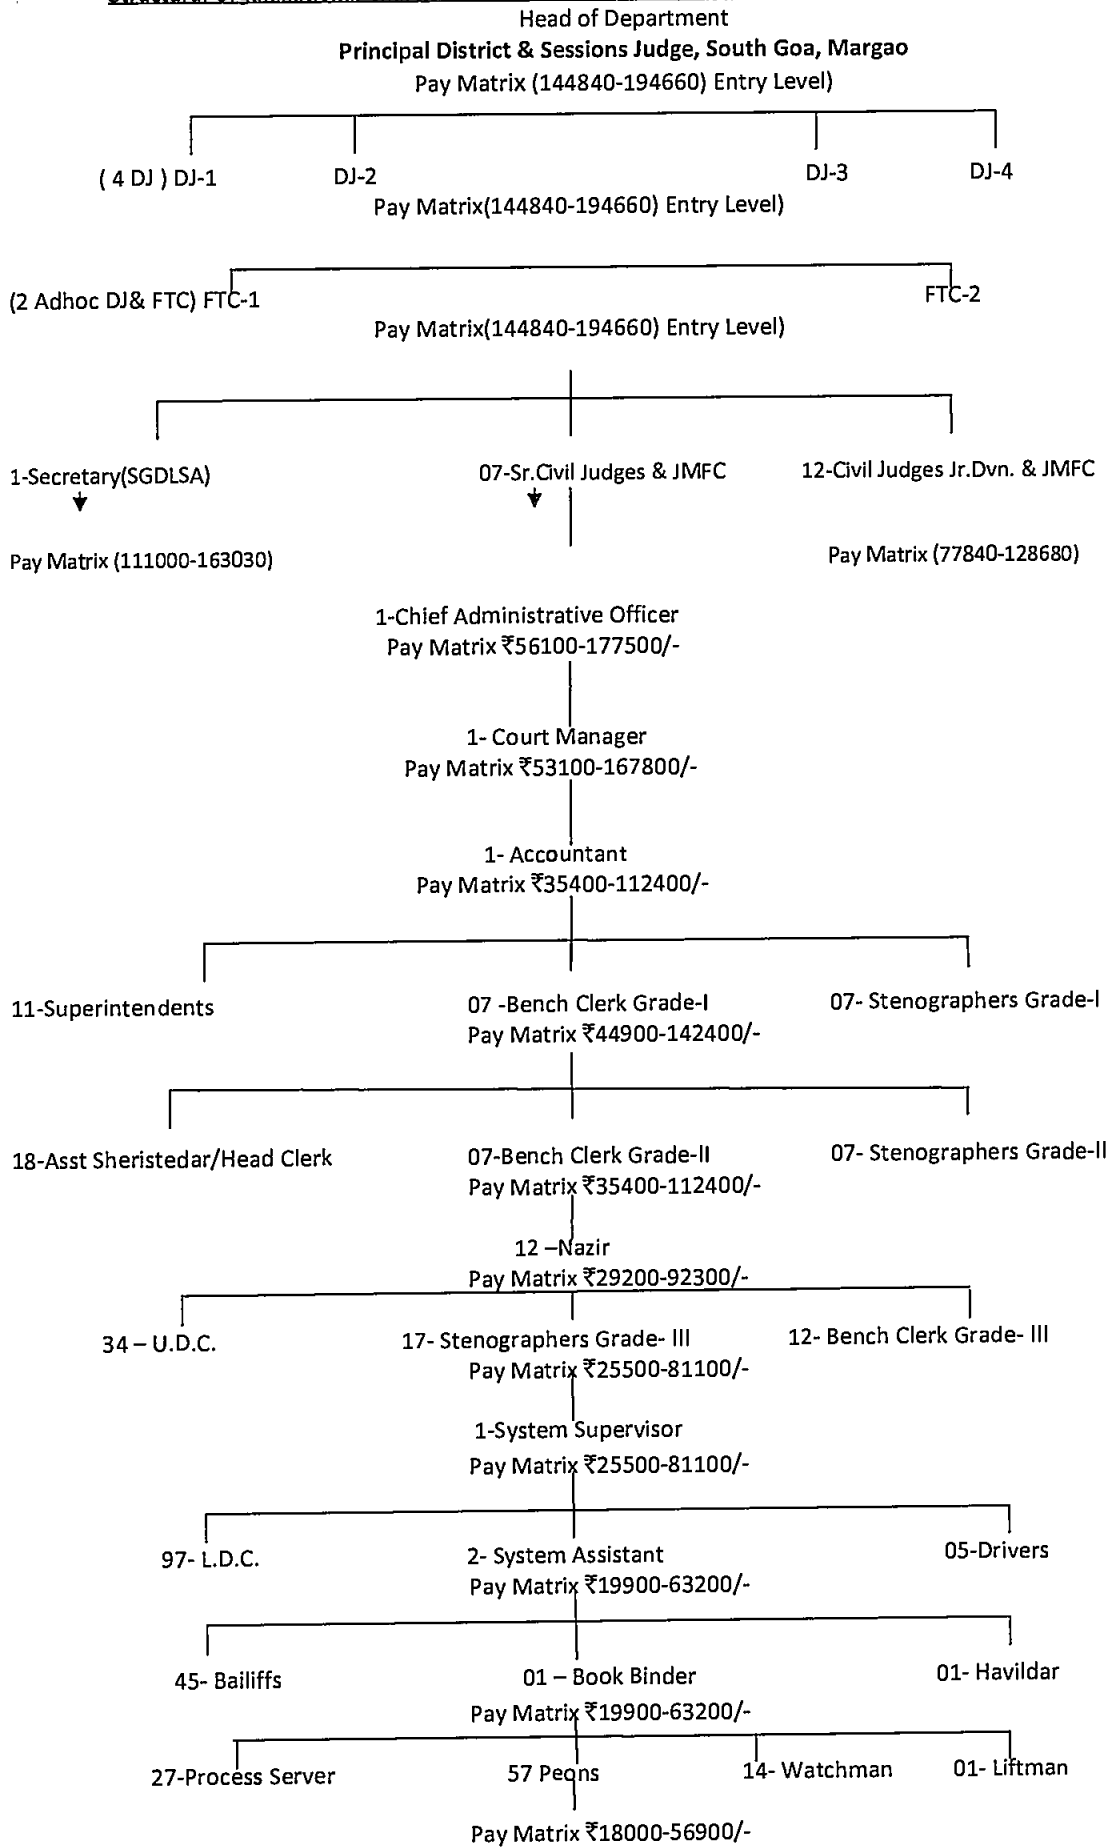 Head of Department
Principal District & Sessions Judge, South Goa, Margao
Pay Matrix (144840-194660) Entry Level)
( 4 DJ ) DJ-1 DJ-2 DJ-3 DJ-4
Pay Matrix(144840-194660) Entry Level)
(2 Adhoc DJ& FTC) FTC-1 FTC-2
Pay Matrix(144840-194660) Entry Level)
1-Secretary(SGDLSA) 07-Sr.Civil Judges & JMFC 12-Civil Judges Jr.Dvn. & JMFC
Pay Matrix (111000-163030) Pay Matrix (77840-128680)
1-Chief Administrative Officer
Pay Matrix ₹56100-177500/-
1- Court Manager
Pay Matrix ₹53100-167800/-
1- Accountant
Pay Matrix ₹35400-112400/-
11-Superintendents 07 -Bench Clerk Grade-I 07- Stenographers Grade-I
Pay Matrix ₹44900-142400/-
18-Asst Sheristedar/Head Clerk 07-Bench Clerk Grade-II 07- Stenographers Grade-II
Pay Matrix ₹35400-112400/-
12 –Nazir
Pay Matrix ₹29200-92300/-
34 – U.D.C. 17- Stenographers Grade- III 12- Bench Clerk Grade- III
Pay Matrix ₹25500-81100/-
1-System Supervisor
Pay Matrix ₹25500-81100/-
97- L.D.C. 2- System Assistant 05-Drivers
Pay Matrix ₹19900-63200/-
45- Bailiffs 01 – Book Binder 01- Havildar
Pay Matrix ₹19900-63200/-
27-Process Server 57 Peons 14- Watchman 01- Liftman
Pay Matrix ₹18000-56900/-